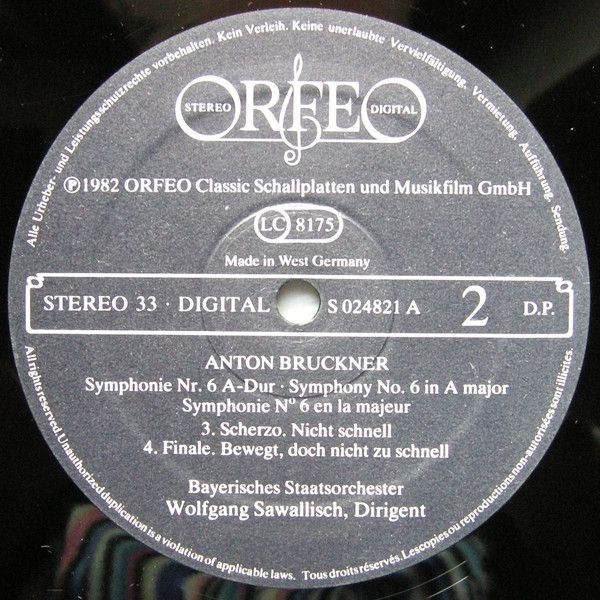 Alle Urheber- und Leistungsschutzrechte vorbehalten. Kein Verleih. Keine unerlaubte Vervielfältigung, Vermietung, Aufführung, Sendung.
STEREO ORFEO DIGITAL
℗ 1982 ORFEO Classic Schallplatten und Musikfilm GmbH
LC 8175
Made in West Germany
STEREO 33 · DIGITAL S 024821 A 2 D.P.
ANTON BRUCKNER
Symphonie Nr. 6 A-Dur · Symphony No. 6 in A major
Symphonie N° 6 en la majeur
3. Scherzo. Nicht schnell
4. Finale. Bewegt, doch nicht zu schnell
Bayerisches Staatsorchester
Wolfgang Sawallisch, Dirigent
All rights reserved. Unauthorized duplication is a violation of applicable laws. Tous droits réservés. Les copies ou reproductions non-autorisées sont illicites.